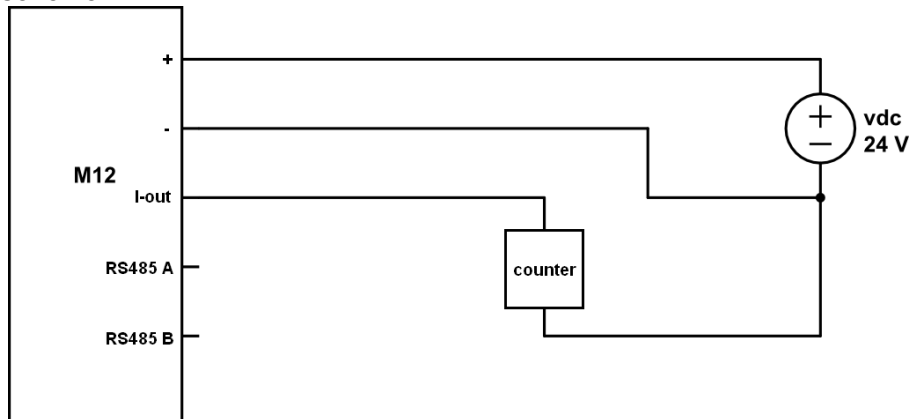 +
-
M12
I-out
RS485 A
RS485 B
counter
+
−
vdc
24 V